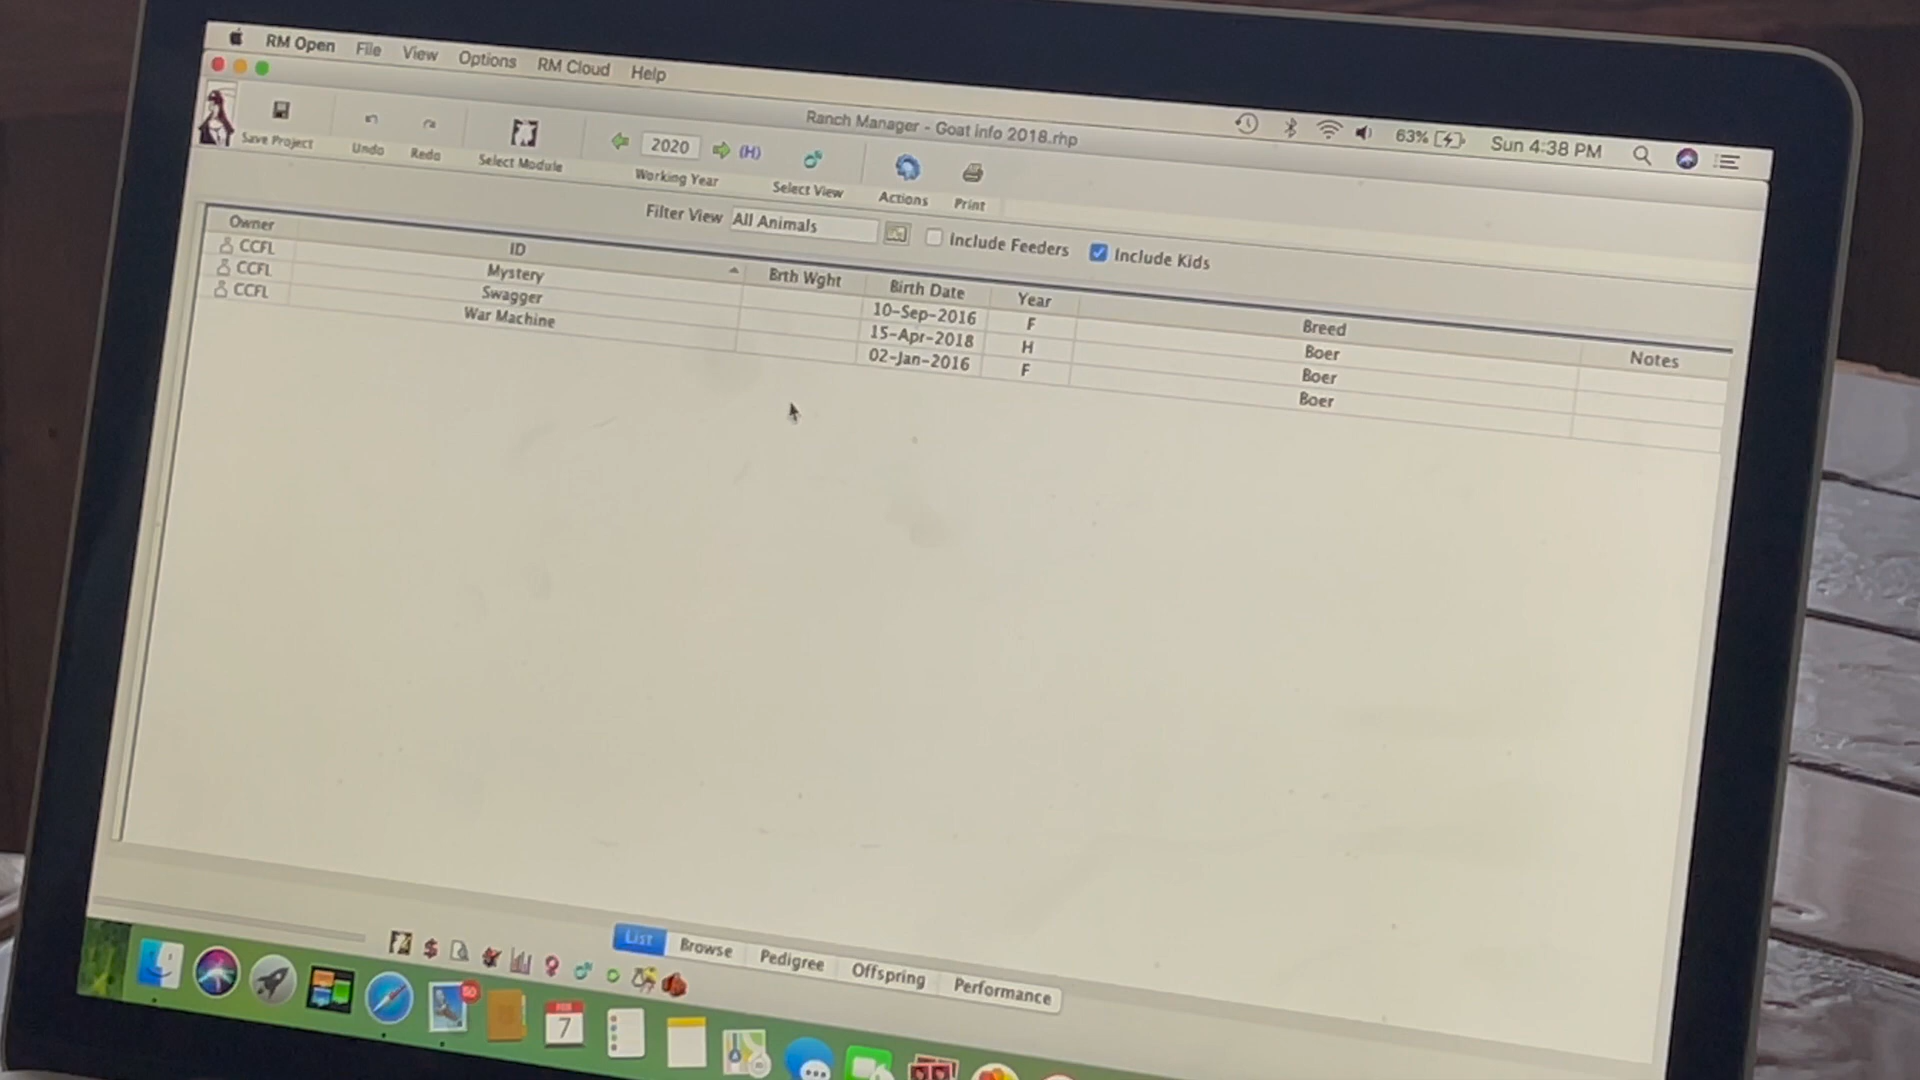 RM Open File View Options RM Cloud Help
63% Sun 4:38 PM
Ranch Manager - Goat info 2018.rhp
2020 (H)
Save Project Undo Redo Select Module Working Year Select View Actions Print
Filter View All Animals Include Feeders Include Kids
Owner ID Brth Wght Birth Date Year Breed Notes
CCFL Mystery 10-Sep-2016 F Boer
CCFL Swagger 15-Apr-2018 H Boer
CCFL War Machine 02-Jan-2016 F Boer
List Browse Pedigree Offspring Performance
50
FEB
7